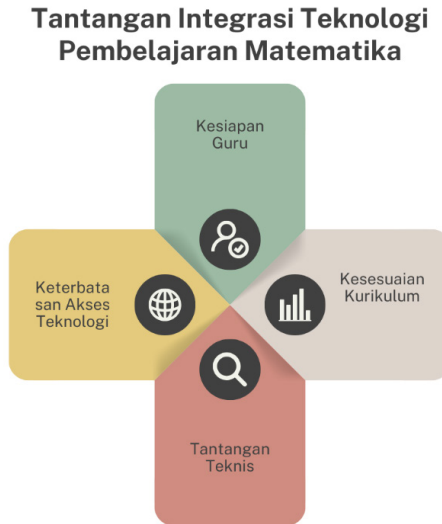 Tantangan Integrasi Teknologi
Pembelajaran Matematika
Kesiapan
Guru
Keterbata
san Akses
Teknologi
Kesesuaian
Kurikulum
Tantangan
Teknis